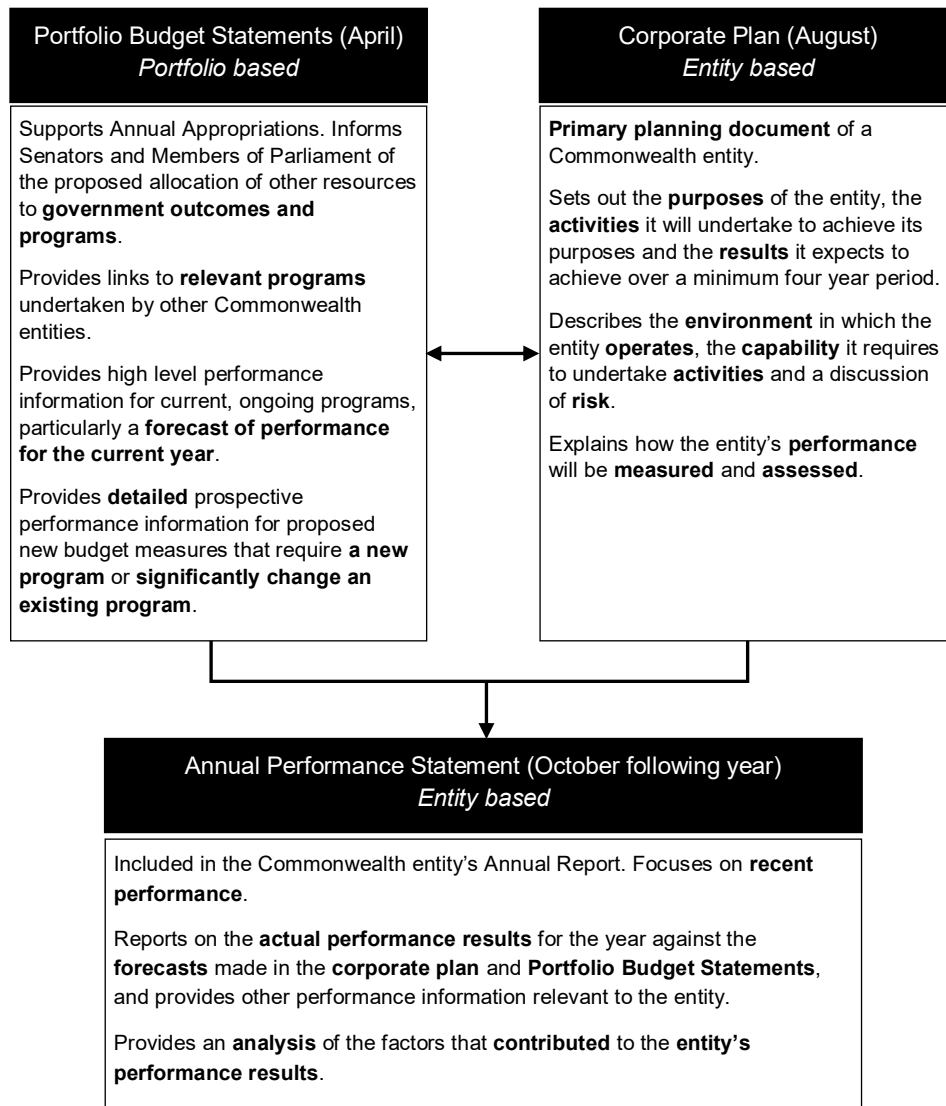 Portfolio Budget Statements (April)
Portfolio based
Supports Annual Appropriations. Informs
Senators and Members of Parliament of
the proposed allocation of other resources
to government outcomes and
programs.
Provides links to relevant programs
undertaken by other Commonwealth
entities.
Provides high level performance
information for current, ongoing programs,
particularly a forecast of performance
for the current year.
Provides detailed prospective
performance information for proposed
new budget measures that require a new
program or significantly change an
existing program.
Corporate Plan (August)
Entity based
Primary planning document of a
Commonwealth entity.
Sets out the purposes of the entity, the
activities it will undertake to achieve its
purposes and the results it expects to
achieve over a minimum four year period.
Describes the environment in which the
entity operates, the capability it requires
to undertake activities and a discussion
of risk.
Explains how the entity’s performance
will be measured and assessed.
Annual Performance Statement (October following year)
Entity based
Included in the Commonwealth entity’s Annual Report. Focuses on recent
performance.
Reports on the actual performance results for the year against the
forecasts made in the corporate plan and Portfolio Budget Statements,
and provides other performance information relevant to the entity.
Provides an analysis of the factors that contributed to the entity’s
performance results.